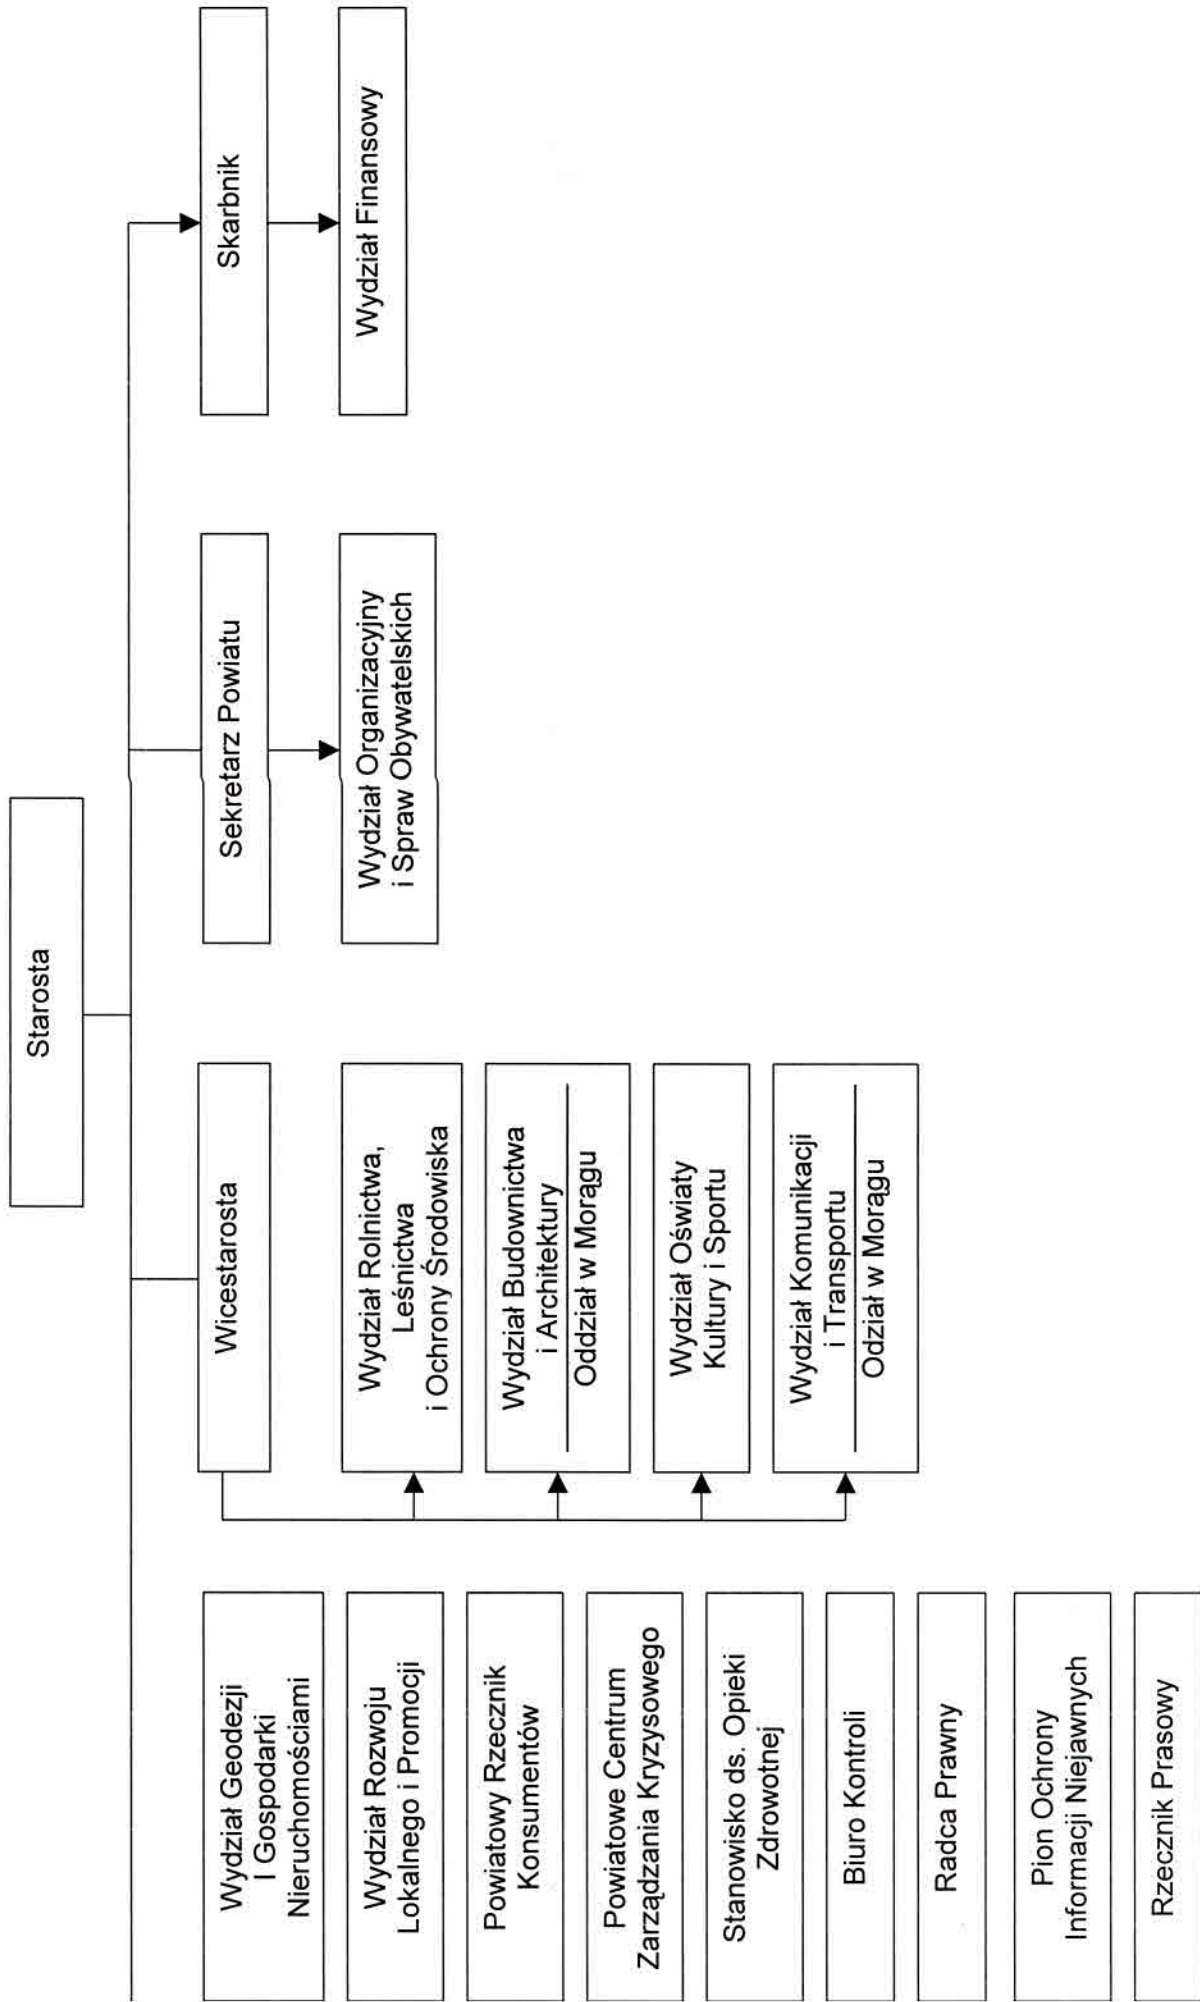 Starosta
Wydział Geodezji
I Gospodarki
Nieruchomościami
Wydział Rozwoju
Lokalnego i Promocji
Powiatowy Rzecznik
Konsumentów
Powiatowe Centrum
Zarządzania Kryzysowego
Stanowisko ds. Opieki
Zdrowotnej
Biuro Kontroli
Radca Prawny
Pion Ochrony
Informacji Niejawnych
Rzecznik Prasowy
Wicestarosta
Wydział Rolnictwa,
Leśnictwa
i Ochrony Środowiska
Wydział Budownictwa
i Architektury
Oddział w Morągu
Wydział Oświaty
Kultury i Sportu
Wydział Komunikacji
i Transportu
Odział w Morągu
Sekretarz Powiatu
Wydział Organizacyjny
i Spraw Obywatelskich
Skarbnik
Wydział Finansowy